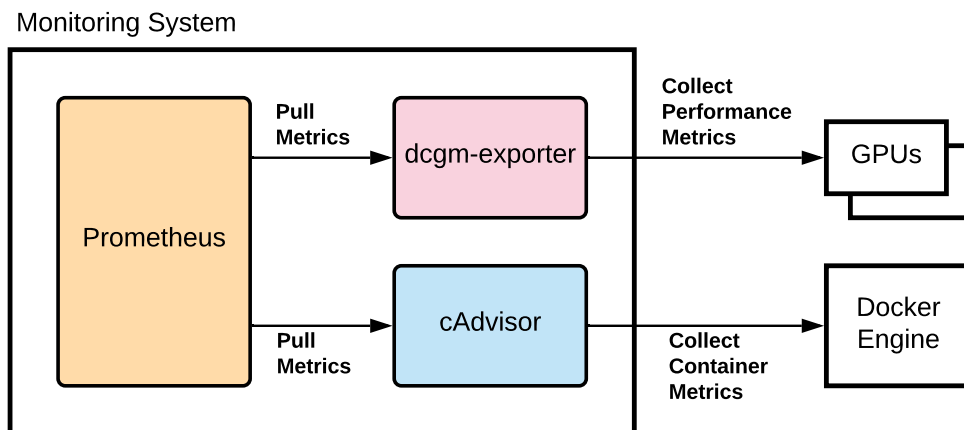 Monitoring System
Pull
Metrics
dcgm-exporter
Collect
Performance
Metrics
GPUs
Prometheus
cAdvisor
Pull
Metrics
Collect
Container
Metrics
Docker
Engine